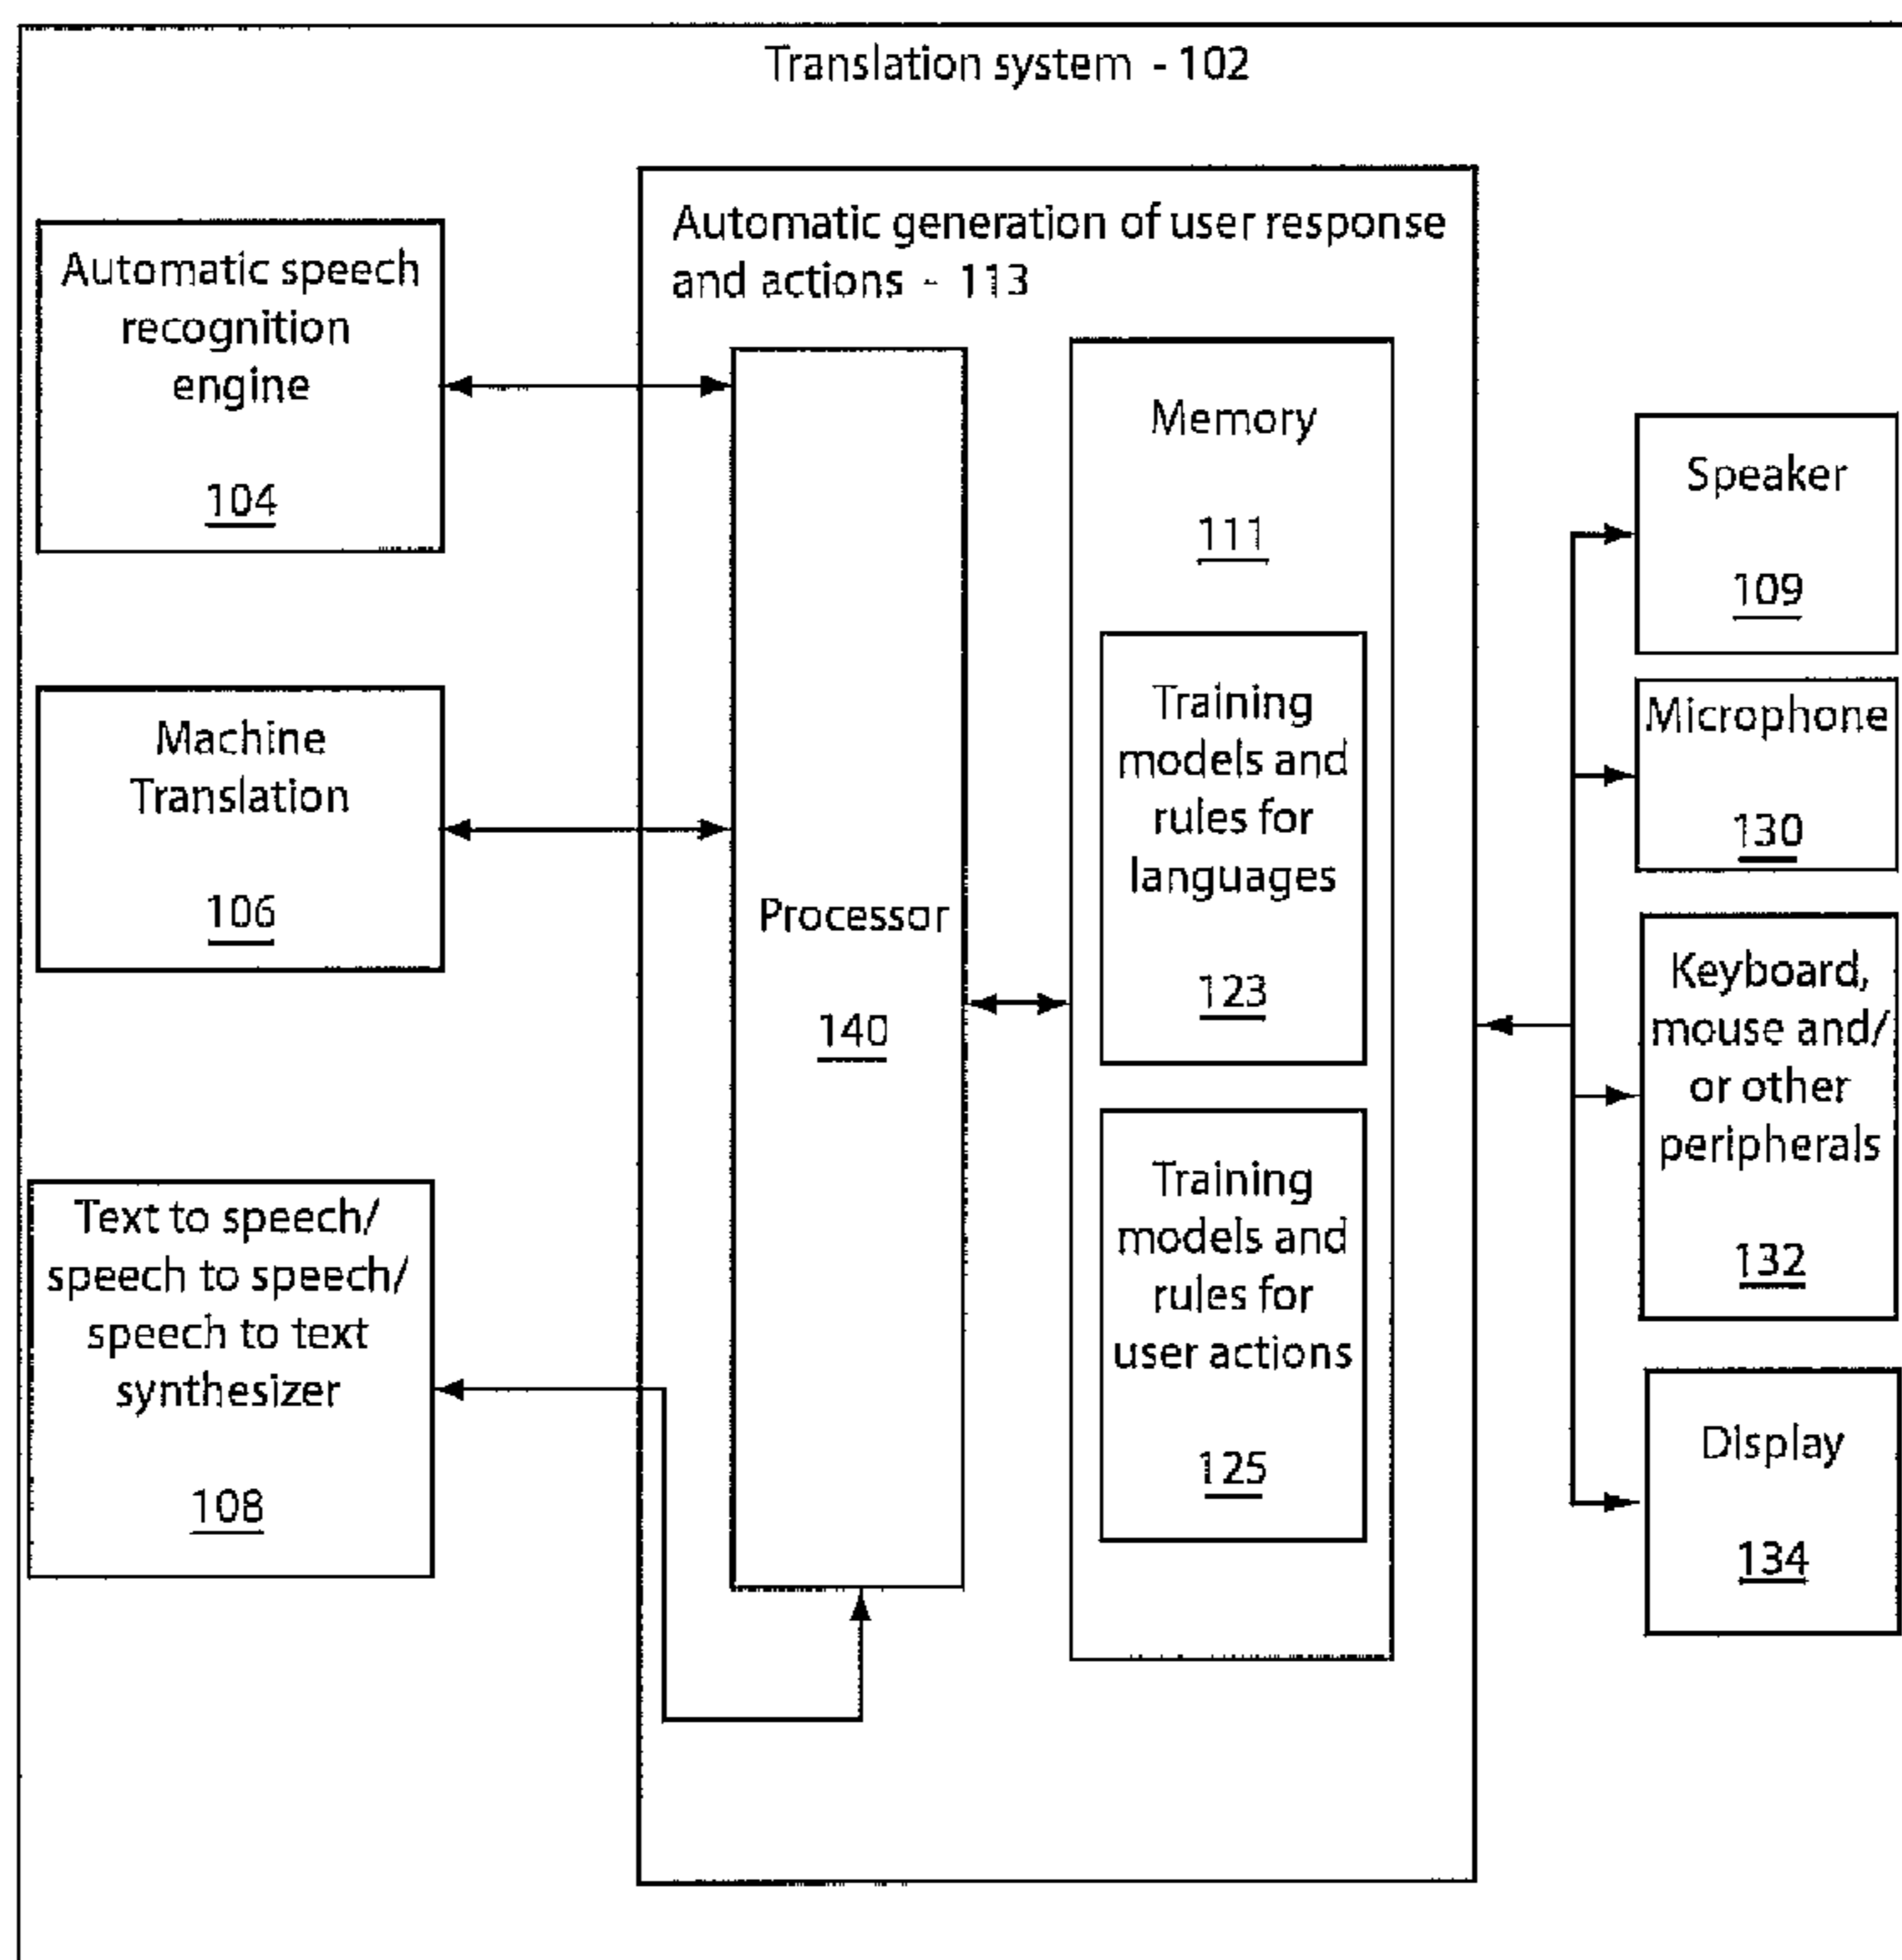 Translation system - 102
Automatic speech
recognition
engine
104
Machine
Translation
106
Text to speech/
speech to speech/
speech to text
synthesizer
108
Automatic generation of user response
and actions - 113
Processor
140
Memory
111
Training
models and
rules for
languages
123
Training
models and
rules for
user actions
125
Speaker
109
Microphone
130
Keyboard,
mouse and/
or other
peripherals
132
Display
134